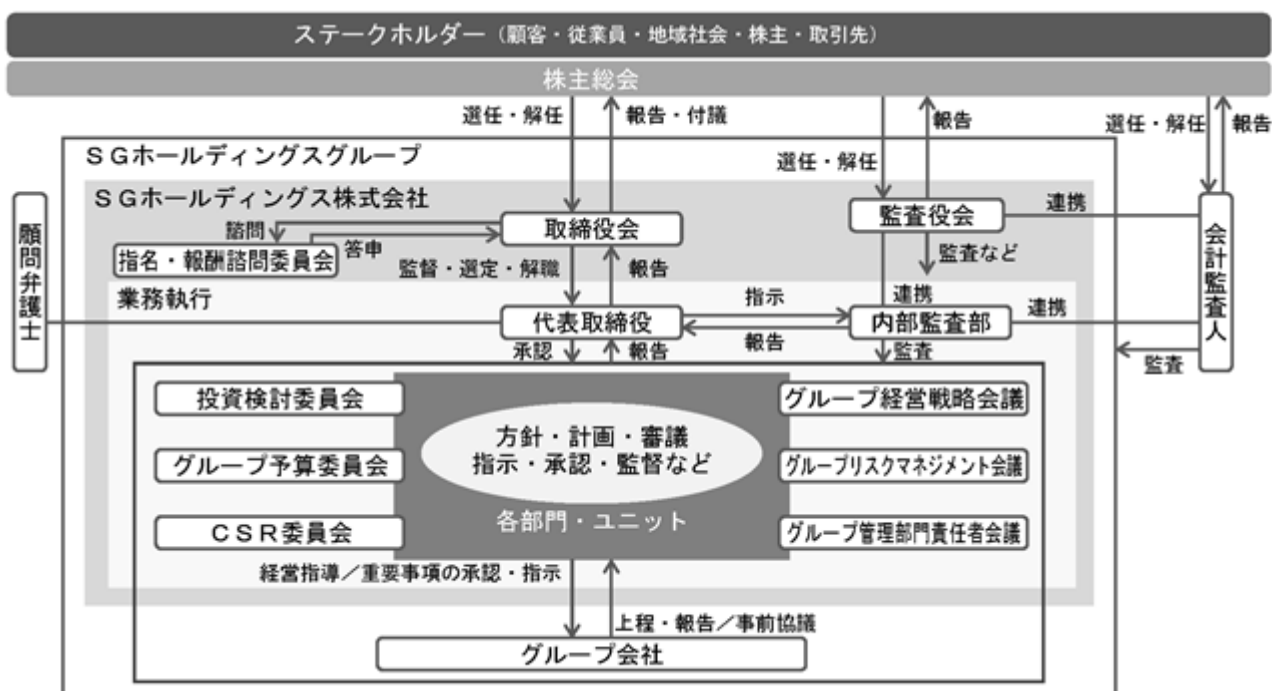 ステークホルダー（顧客・従業員・地域社会・株主・取引先）
株主総会
選任・解任
報告・付議
選任・解任
報告
選任・解任
報告
ＳＧホールディングスグループ
ＳＧホールディングス株式会社
顧問弁護士
取締役会
監査役会
連携
会計監査人
諮問
答申
指名・報酬諮問委員会
監督・選定・解職
報告
監査など
業務執行
代表取締役
指示
報告
連携
内部監査部
連携
監査
承認
報告
監査
投資検討委員会
グループ予算委員会
ＣＳＲ委員会
方針・計画・審議
指示・承認・監督など
各部門・ユニット
グループ経営戦略会議
グループリスクマネジメント会議
グループ管理部門責任者会議
経営指導／重要事項の承認・指示
上程・報告／事前協議
グループ会社